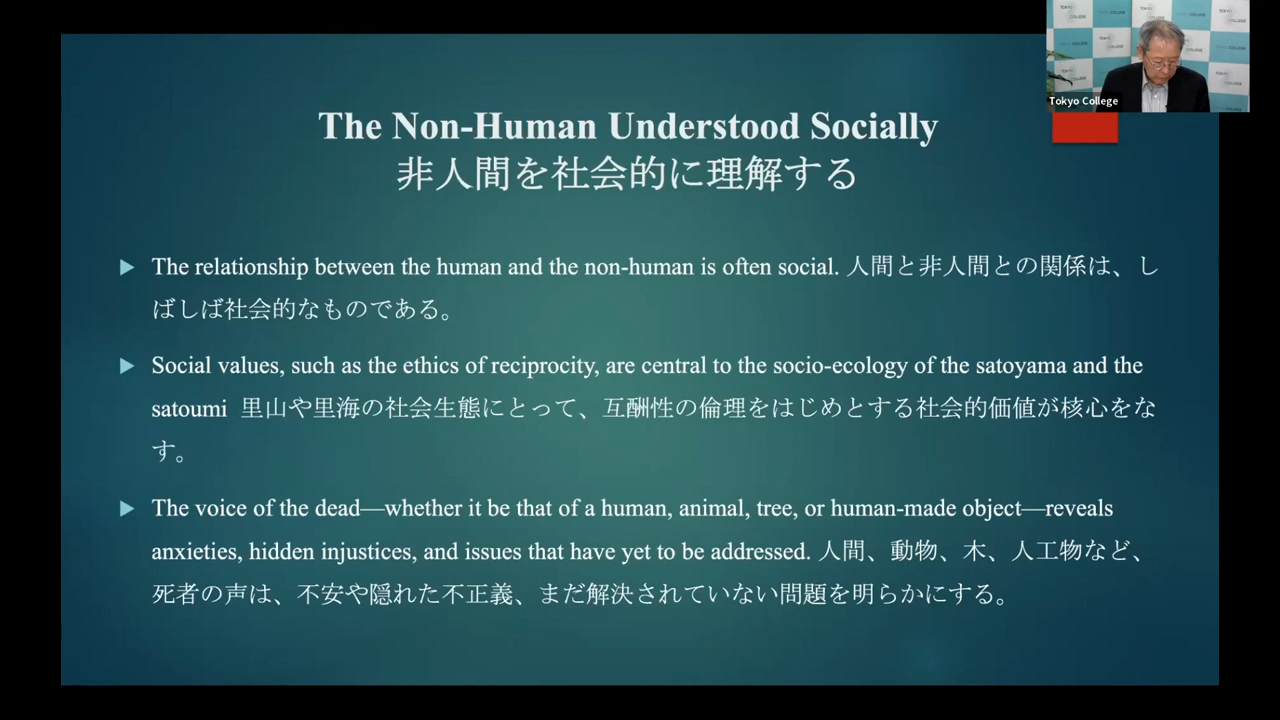 The Non-Human Understood Socially
非人間を社会的に理解する
The relationship between the human and the non-human is often social. 人間と非人間との関係は、し
ばしば社会的なものである。
Social values, such as the ethics of reciprocity, are central to the socio-ecology of the satoyama and the
satoumi 里山や里海の社会生態にとって、互酬性の倫理をはじめとする社会的価値が核心をな
す。
The voice of the dead—whether it be that of a human, animal, tree, or human-made object—reveals
anxieties, hidden injustices, and issues that have yet to be addressed. 人間、動物、木、人工物など、
死者の声は、不安や隠れた不正義、まだ解決されていない問題を明らかにする。
Tokyo College